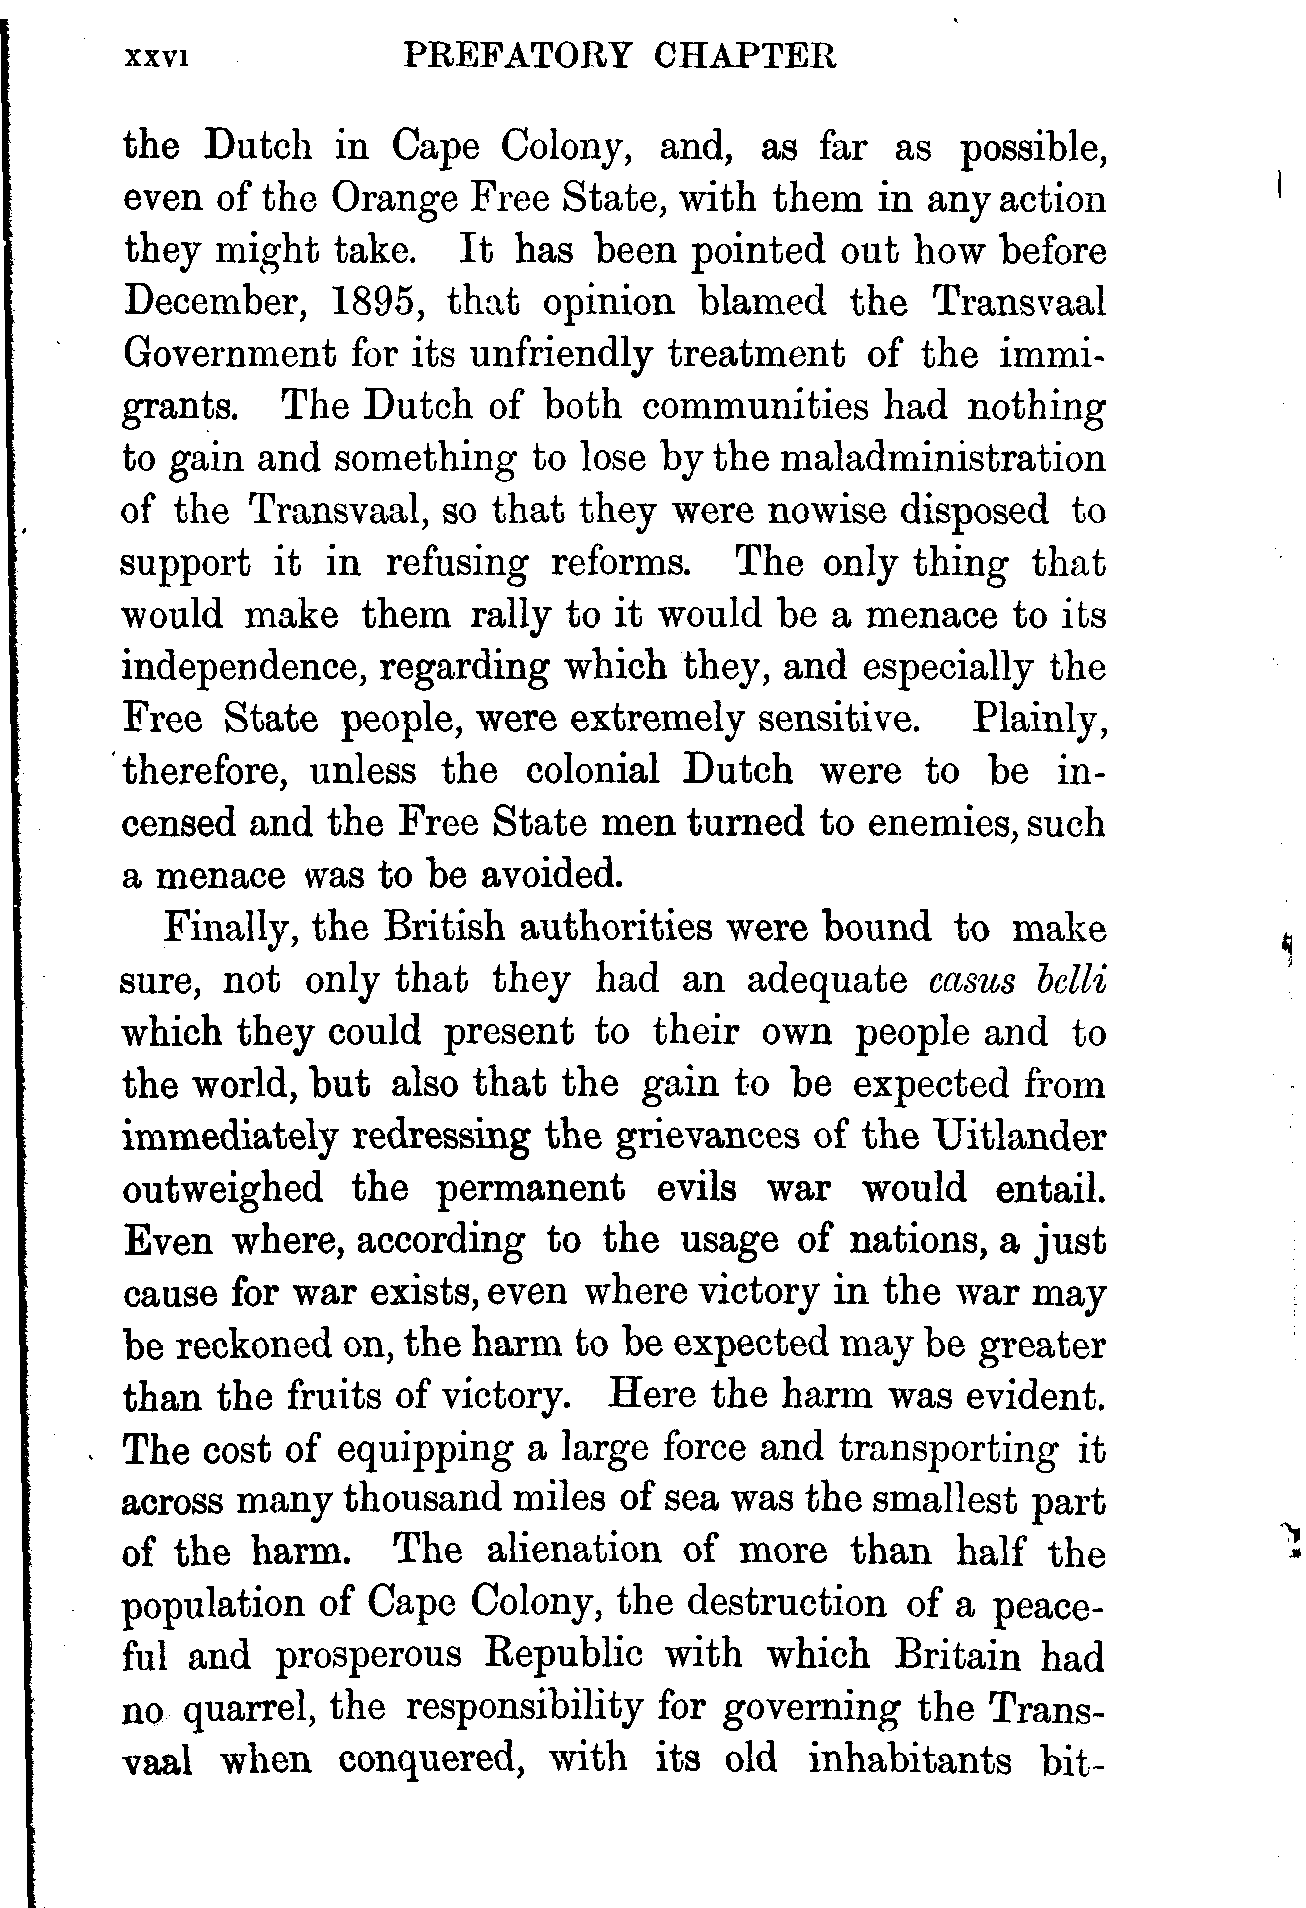 xxvi PREFATORY CHAPTER
the Dutch in Cape Colony, and, as far as possible,
even of the Orange Free State, with them in any action
they might take. It has been pointed out how before
December, 1895, that opinion blamed the Transvaal
Government for its unfriendly treatment of the immi-
grants. The Dutch of both communities had nothing
to gain and something to lose by the maladministration
of the Transvaal, so that they were nowise disposed to
support it in refusing reforms. The only thing that
would make them rally to it would be a menace to its
independence, regarding which they, and especially the
Free State people, were extremely sensitive. Plainly,
therefore, unless the colonial Dutch were to be in-
censed and the Free State men turned to enemies, such
a menace was to be avoided.
Finally, the British authorities were bound to make
sure, not only that they had an adequate casus belli
which they could present to their own people and to
the world, but also that the gain to be expected from
immediately redressing the grievances of the Uitlander
outweighed the permanent evils war would entail.
Even where, according to the usage of nations, a just
cause for war exists, even where victory in the war may
be reckoned on, the harm to be expected may be greater
than the fruits of victory. Here the harm was evident.
The cost of equipping a large force and transporting it
across many thousand miles of sea was the smallest part
of the harm. The alienation of more than half the
population of Cape Colony, the destruction of a peace-
ful and prosperous Republic with which Britain had
no quarrel, the responsibility for governing the Trans-
vaal when conquered, with its old inhabitants bit-